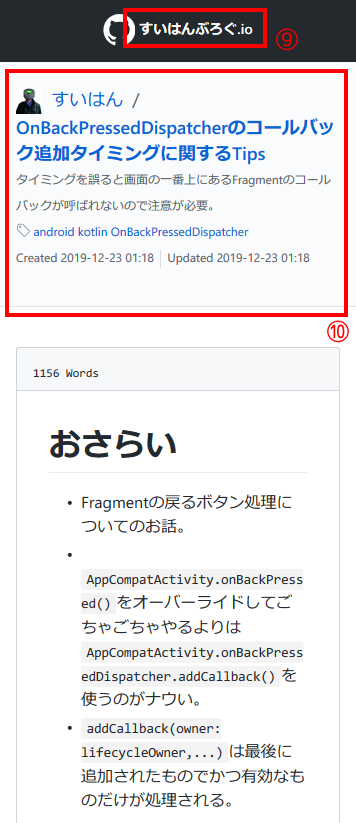 すいはんぶろぐ.io
⑨
すいはん /
OnBackPressedDispatcherのコールバッ
ク追加タイミングに関するTips
タイミングを誤ると画面の一番上にあるFragmentのコール
バックが呼ばれないので注意が必要。
android kotlin OnBackPressedDispatcher
Created 2019-12-23 01:18 Updated 2019-12-23 01:18
⑩
1156 Words
おさらい
• Fragmentの戻るボタン処理に
ついてのお話。
•
AppCompatActivity.onBackPress
ed()をオーバーライドしてご
ちゃごちゃやるよりは
AppCompatActivity.onBackPress
edDispatcher.addCallback()を
使うのがナウい。
• addCallback(owner:
lifecycleOwner,...)は最後に
追加されたものでかつ有効なも
のだけが処理される。